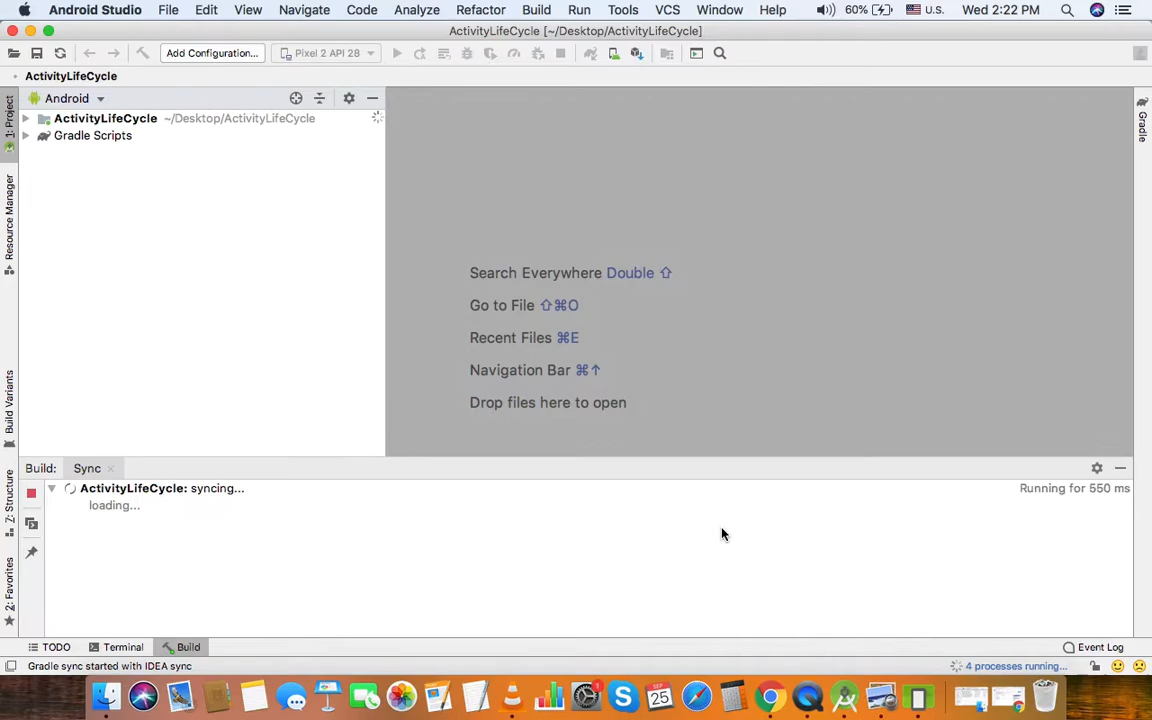 Android Studio File Edit View Navigate Code Analyze Refactor Build Run Tools VCS Window Help 60% U.S. Wed 2:22 PM
ActivityLifeCycle [~/Desktop/ActivityLifeCycle]
Add Configuration... Pixel 2 API 28
ActivityLifeCycle
1: Project
Resource Manager
Build Variants
7: Structure
2: Favorites
Android
ActivityLifeCycle ~/Desktop/ActivityLifeCycle
Gradle Scripts
Search Everywhere Double ⇧
Go to File ⇧⌘O
Recent Files ⌘E
Navigation Bar ⌘↑
Drop files here to open
Gradle
Build: Sync
ActivityLifeCycle: syncing... Running for 550 ms
loading...
TODO Terminal Build Event Log
Gradle sync started with IDEA sync 4 processes running...
SEP
25
1